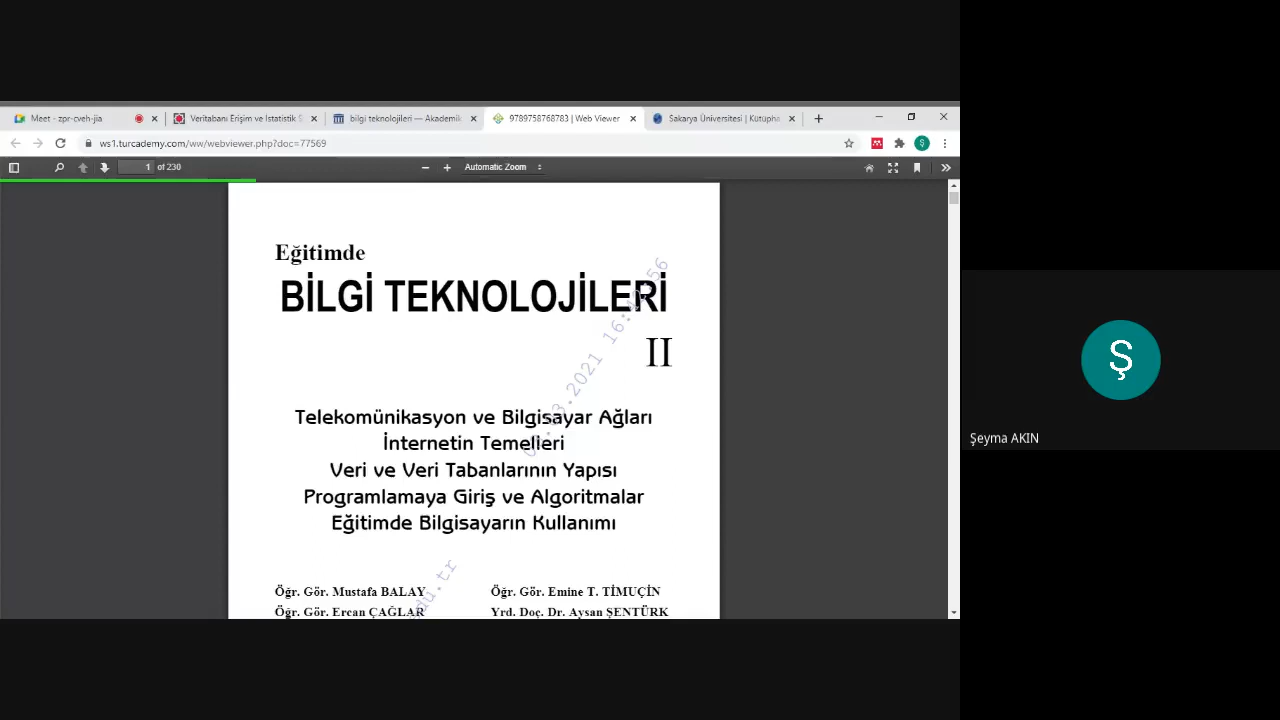 Meet - zpr-cveh-jia
Veritabanı Erişim ve İstatistik S
bilgi teknolojileri — Akademik
9789758768783 | Web Viewer
Sakarya Üniversitesi | Kütüpha
ws1.turcademy.com/ww/webviewer.php?doc=77569
Ş
1 of 230
Automatic Zoom
Eğitimde
BİLGİ TEKNOLOJİLERİ
II
Telekomünikasyon ve Bilgisayar Ağları
İnternetin Temelleri
Veri ve Veri Tabanlarının Yapısı
Programlamaya Giriş ve Algoritmalar
Eğitimde Bilgisayarın Kullanımı
Öğr. Gör. Mustafa BALAY
Öğr. Gör. Emine T. TİMUÇİN
Öğr. Gör. Ercan ÇAĞLAR
Yrd. Doç. Dr. Aysan ŞENTÜRK
Ş
Şeyma AKIN